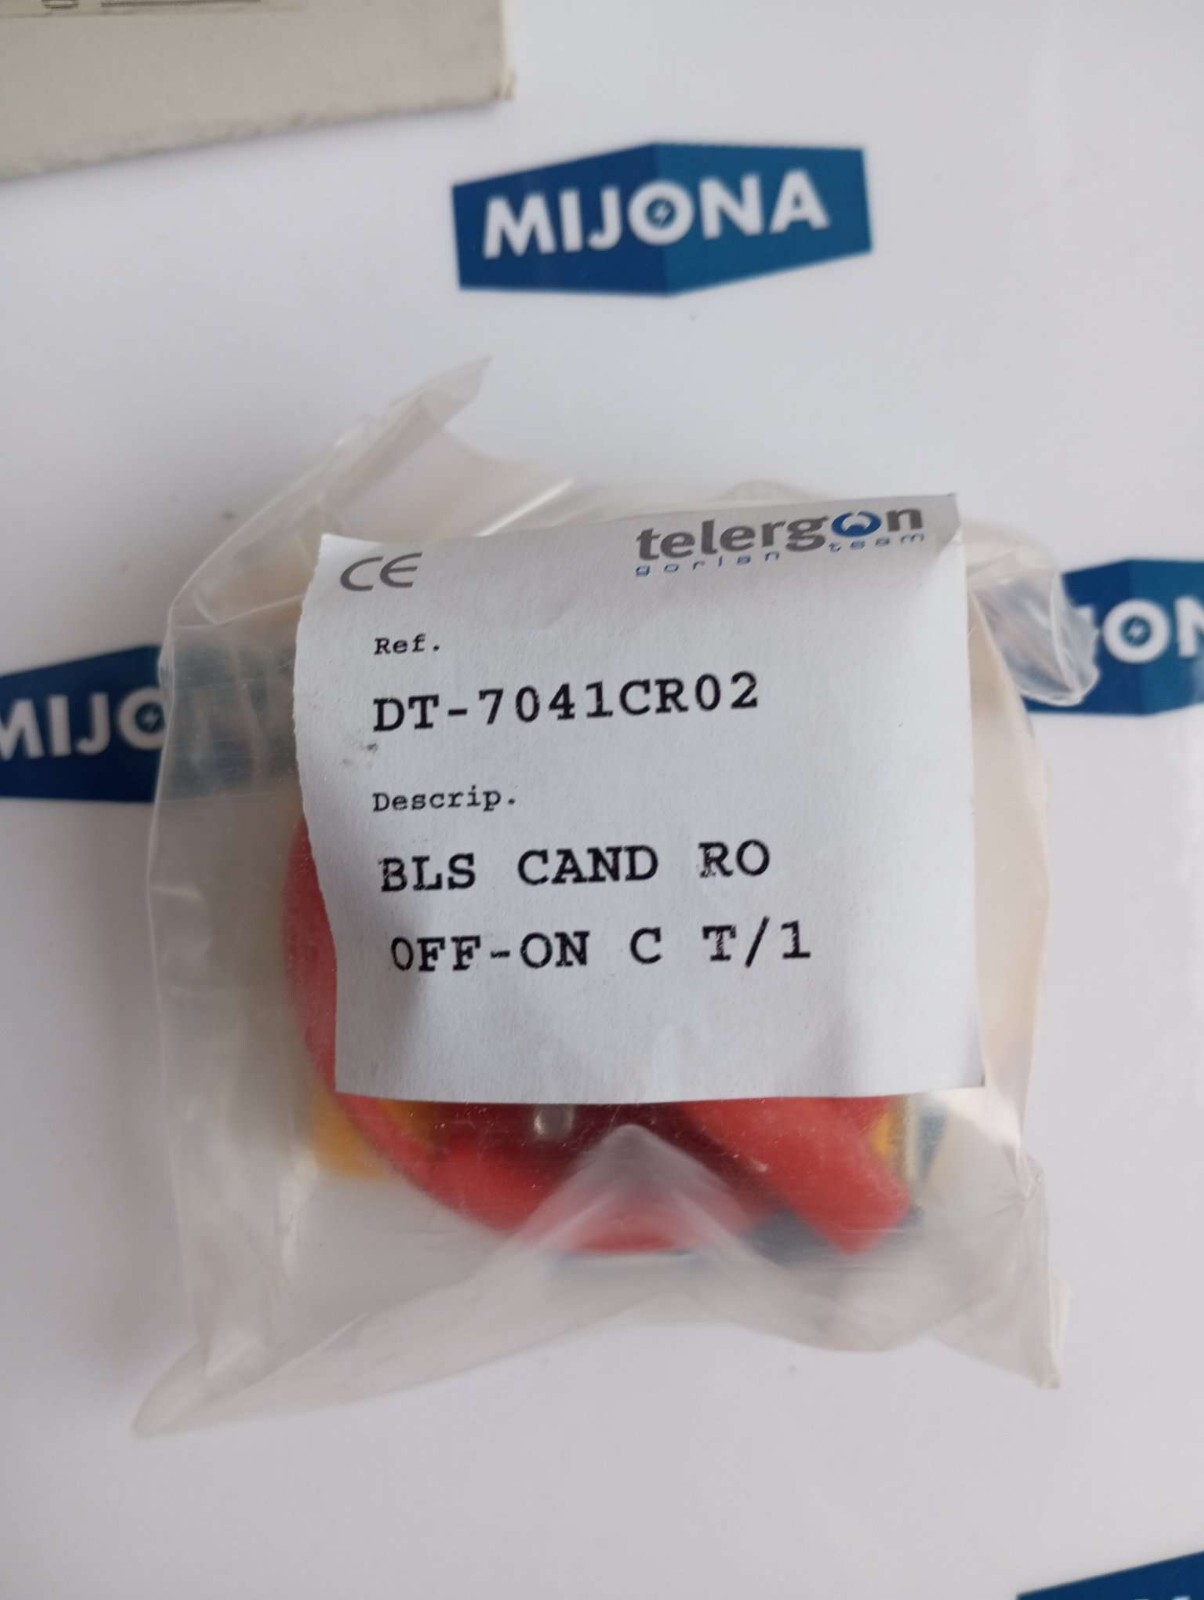 MIJONA
CE
telergon
gorlan team
Ref.
DT-7041CR02
MIJO
ON
Descrip.
BLS CAND RO
OFF-ON C T/1